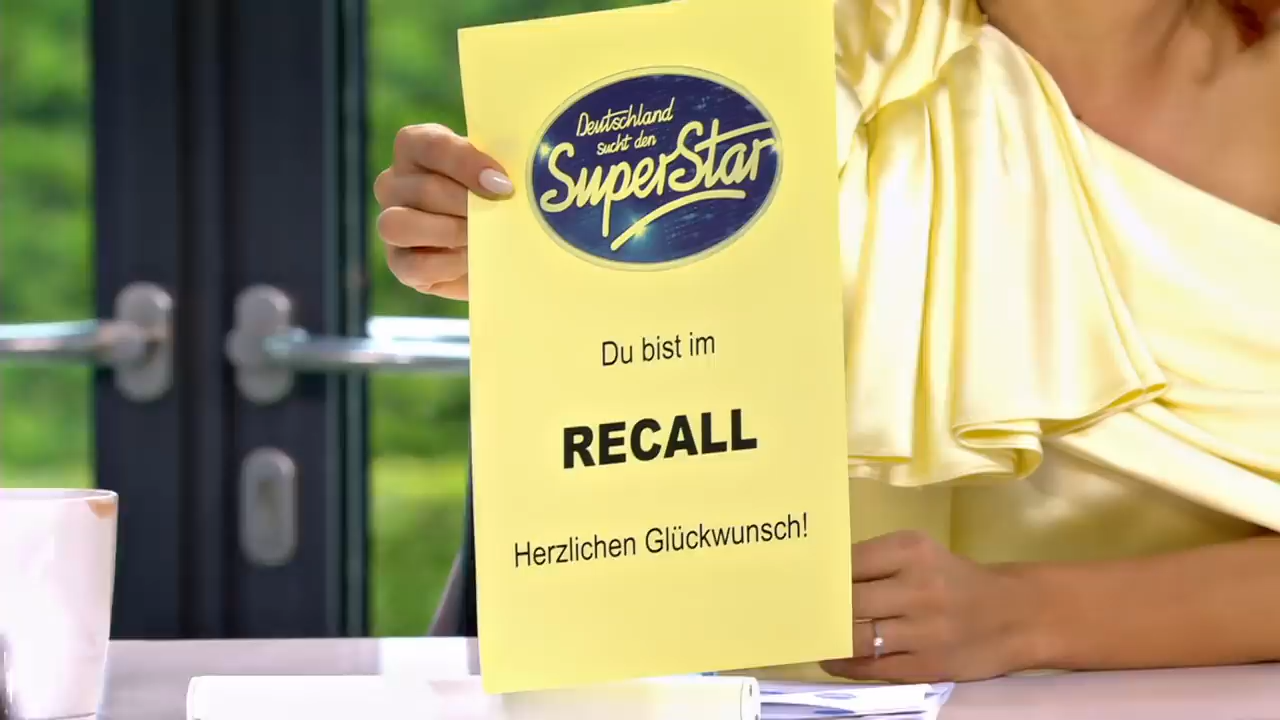 Deutschland
sucht den
SuperStar
Du bist im
RECALL
Herzlichen Glückwunsch!